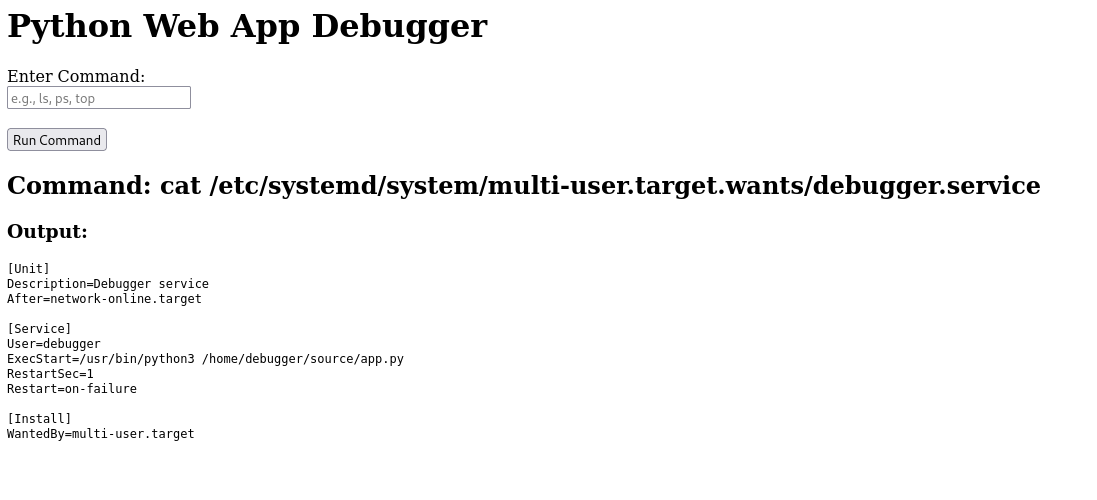 Python Web App Debugger
Enter Command:
e.g., ls, ps, top
Run Command
Command: cat /etc/systemd/system/multi-user.target.wants/debugger.service
Output:
[Unit]
Description=Debugger service
After=network-online.target
[Service]
User=debugger
ExecStart=/usr/bin/python3 /home/debugger/source/app.py
RestartSec=1
Restart=on-failure
[Install]
WantedBy=multi-user.target